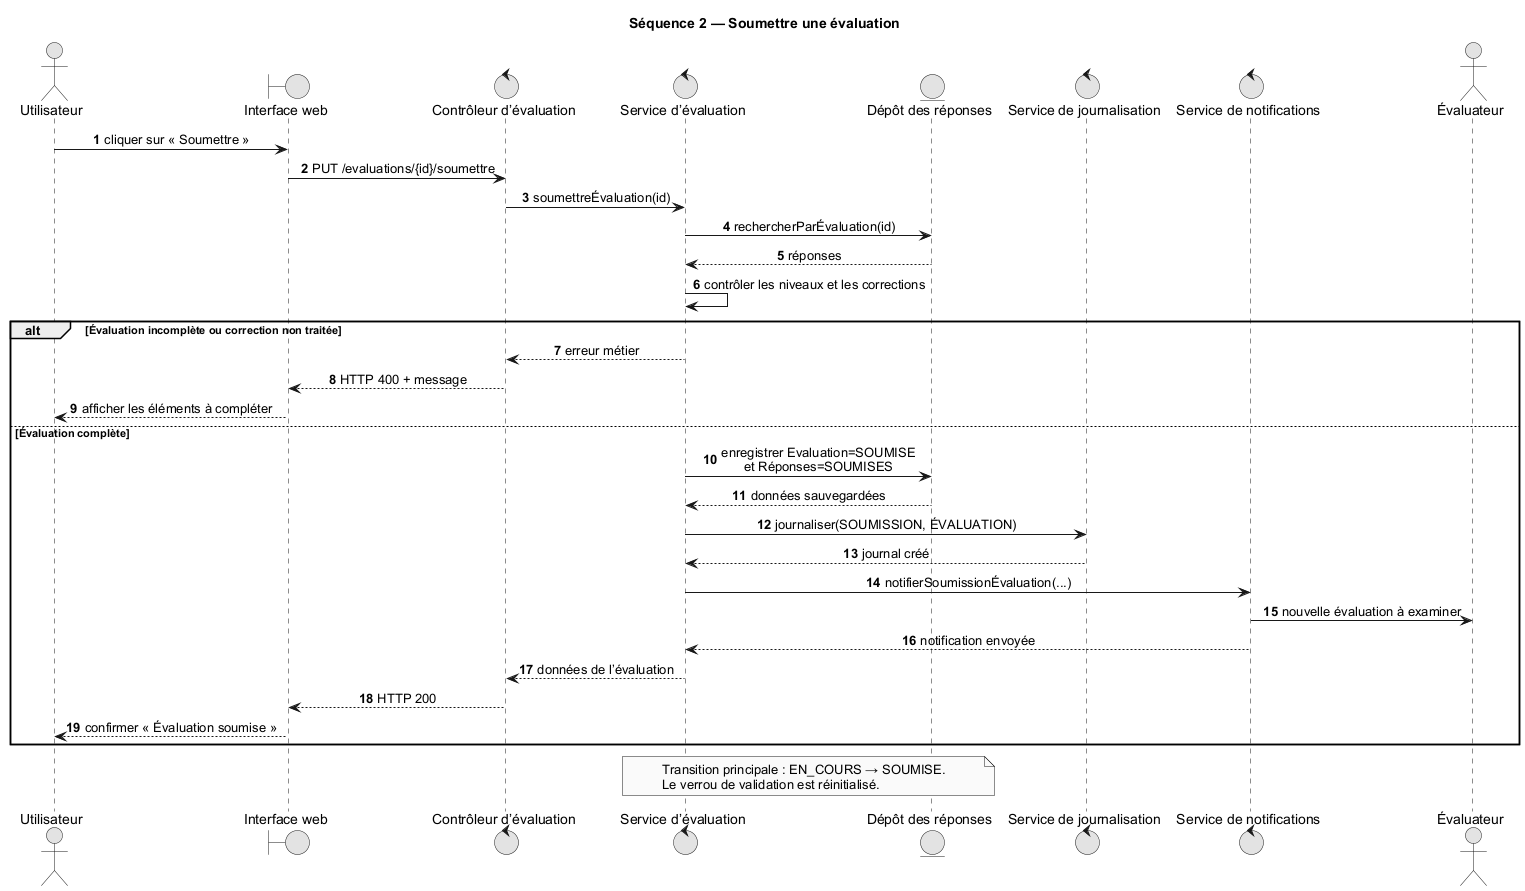 Séquence 2 — Soumettre une évaluation
Utilisateur
Interface web
Contrôleur d'évaluation
Service d'évaluation
Dépôt des réponses
Service de journalisation
Service de notifications
Évaluateur
1 cliquer sur « Soumettre »
2 PUT /evaluations/{id}/soumettre
3 soumettreÉvaluation(id)
4 rechercherParÉvaluation(id)
5 réponses
6 contrôler les niveaux et les corrections
alt [Évaluation incomplète ou correction non traitée]
7 erreur métier
8 HTTP 400 + message
9 afficher les éléments à compléter
[Évaluation complète]
10 enregistrer Evaluation=SOUMISE
et Réponses=SOUMISES
11 données sauvegardées
12 journaliser(SOUMISSION, ÉVALUATION)
13 journal créé
14 notifierSoumissionÉvaluation(...)
15 nouvelle évaluation à examiner
16 notification envoyée
17 données de l'évaluation
18 HTTP 200
19 confirmer « Évaluation soumise »
Transition principale : EN_COURS → SOUMISE.
Le verrou de validation est réinitialisé.
Utilisateur
Interface web
Contrôleur d'évaluation
Service d'évaluation
Dépôt des réponses
Service de journalisation
Service de notifications
Évaluateur